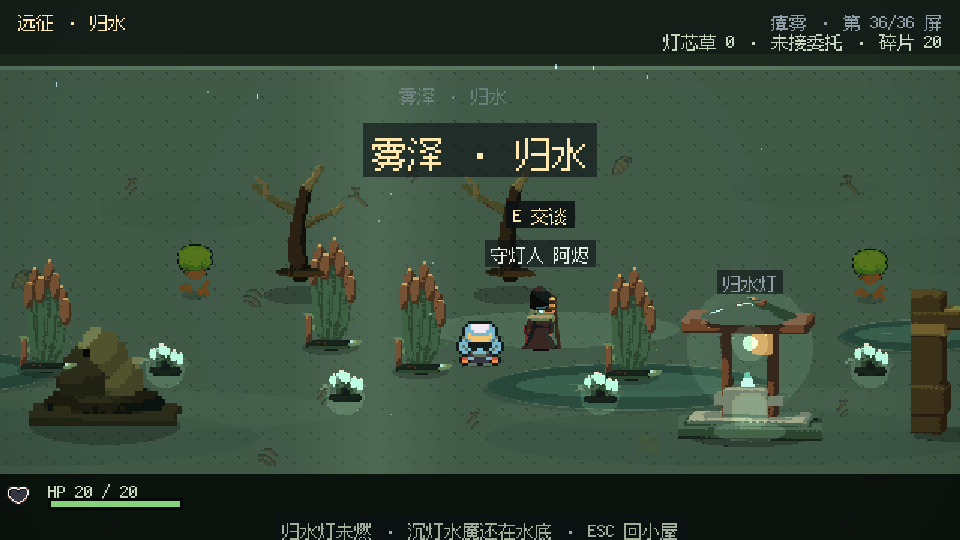 远征 · 归水
瘴雾 · 第 36/36 屏
灯芯草 0 · 未接委托 · 碎片 20
雾泽 · 归水
雾泽 · 归水
E 交谈
守灯人 阿烬
归水灯
HP 20 / 20
归水灯未燃 · 沉灯水魇还在水底 · ESC 回小屋